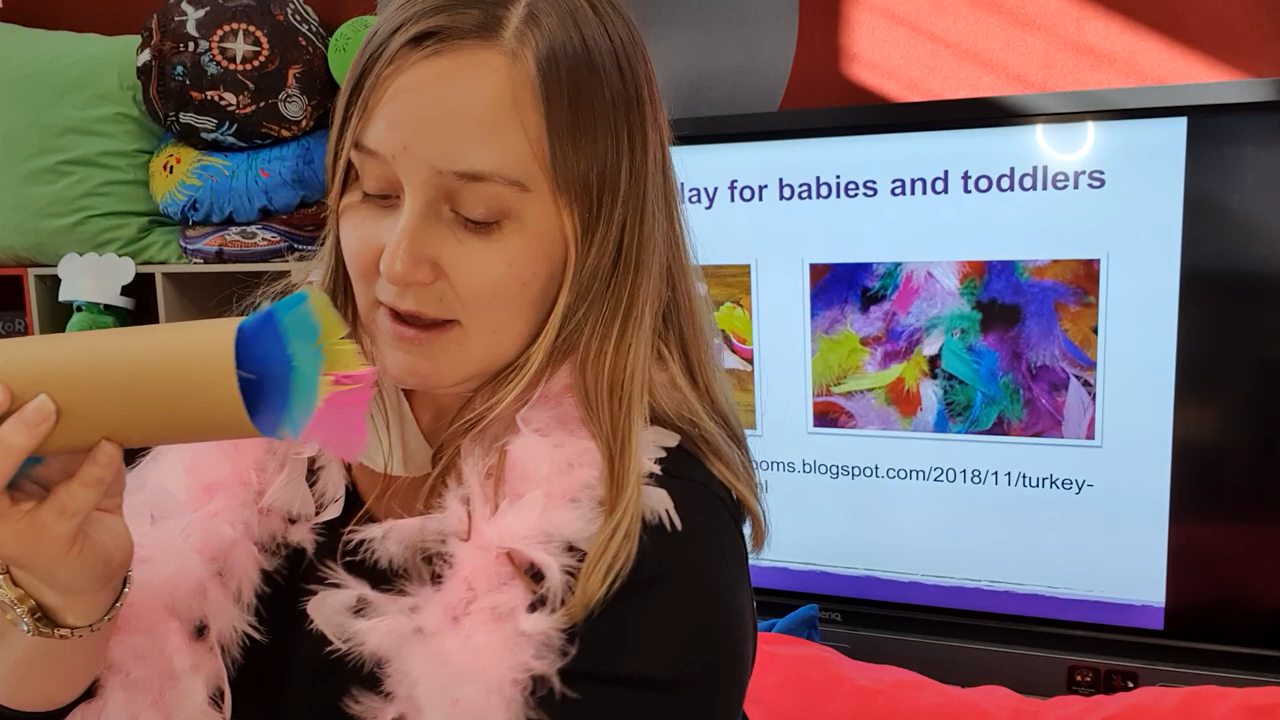 lay for babies and toddlers
ooms.blogspot.com/2018/11/turkey-